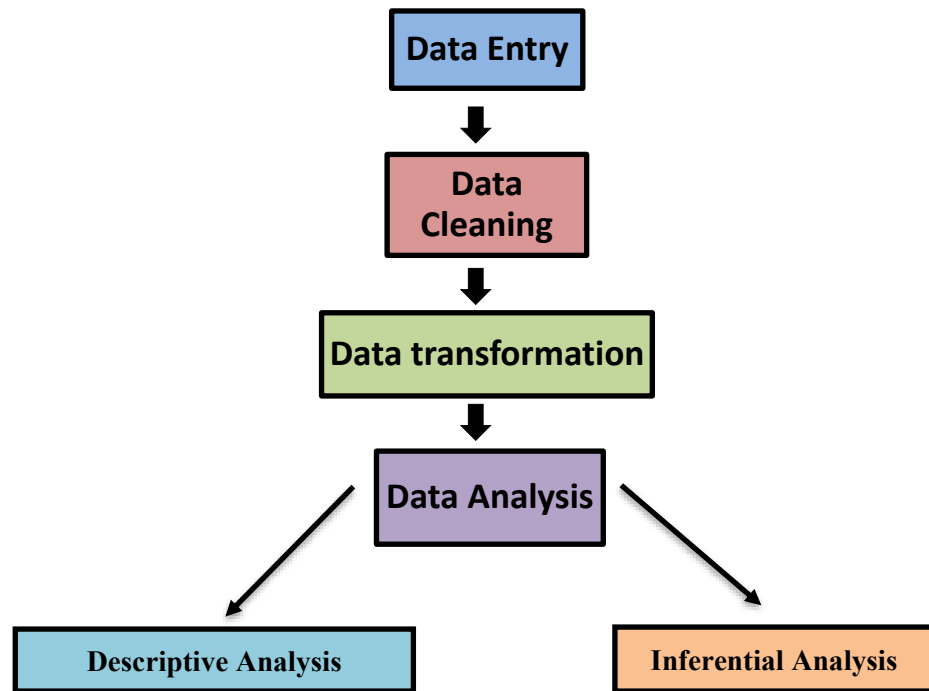 Data Entry
Data
Cleaning
Data transformation
Data Analysis
Descriptive Analysis
Inferential Analysis